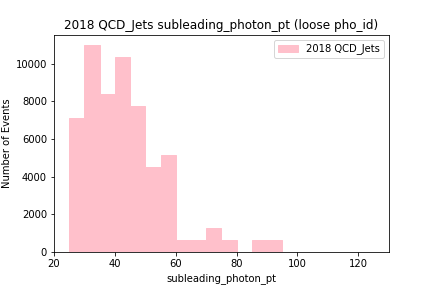 2018 QCD_Jets subleading_photon_pt (loose pho_id)
2018 QCD_Jets
Number of Events
10000
8000
6000
4000
2000
0
20 40 60 80 100 120
subleading_photon_pt